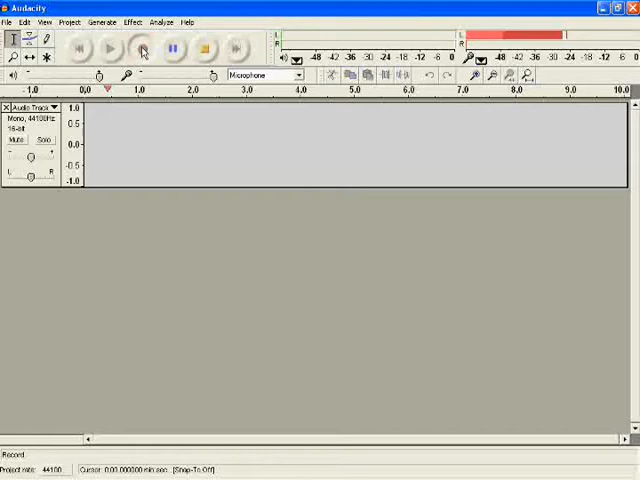 Audacity
File Edit View Project Generate Effect Analyze Help
L
R
-48 -42 -36 -30 -24 -18 -12 -6 0
L
R
-48 -42 -36 -30 -24 -18 -12 -6 0
Microphone
-1.0 0.0 1.0 2.0 3.0 4.0 5.0 6.0 7.0 8.0 9.0 10.0
X Audio Track
Mono, 44100Hz
16-bit
Mute Solo
- +
L R
1.0
0.5
0.0
-0.5
-1.0
Record
Project rate: 44100 Cursor: 0:00.000000 min:sec [Snap-To Off]